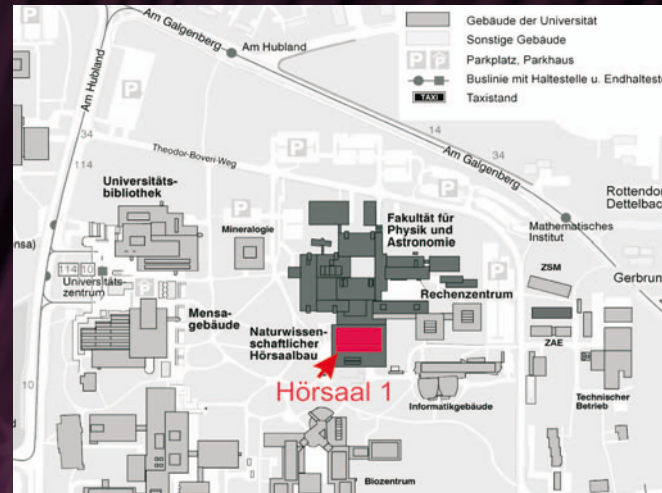 Gebäude der Universität
Sonstige Gebäude
P P Parkplatz, Parkhaus
Buslinie mit Haltestelle u. Endhalteste
TAXI Taxistand
Am Galgenberg
Am Hubland
Am Hubland
P
34
114
Theodor-Boveri-Weg
P
14
34
Am Galgenberg
Universitäts-
bibliothek
Mineralogie
P
Fakultät für
Physik und
Astronomie
Rottendor
Dettelbac
Mathematisches
Institut
nsa)
114 10
Universitäts-
zentrum
P
P
ZSM
Gerbrun
Rechenzentrum
Mensa-
gebäude
Naturwissen-
schaftlicher
Hörsaalbau
ZAE
10
Hörsaal 1
Informatikgebäude
Technischer
Betrieb
P
Biozentrum